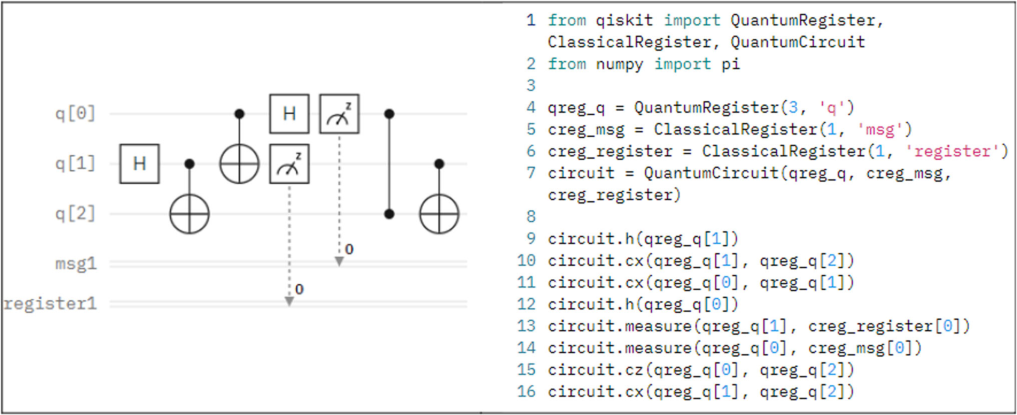 q[0]
q[1]
q[2]
msg1
register1
H
H
z
z
0
0
1 from qiskit import QuantumRegister,
ClassicalRegister, QuantumCircuit
2 from numpy import pi
3
4 qreg_q = QuantumRegister(3, 'q')
5 creg_msg = ClassicalRegister(1, 'msg')
6 creg_register = ClassicalRegister(1, 'register')
7 circuit = QuantumCircuit(qreg_q, creg_msg,
creg_register)
8
9 circuit.h(qreg_q[1])
10 circuit.cx(qreg_q[1], qreg_q[2])
11 circuit.cx(qreg_q[0], qreg_q[1])
12 circuit.h(qreg_q[0])
13 circuit.measure(qreg_q[1], creg_register[0])
14 circuit.measure(qreg_q[0], creg_msg[0])
15 circuit.cz(qreg_q[0], qreg_q[2])
16 circuit.cx(qreg_q[1], qreg_q[2])